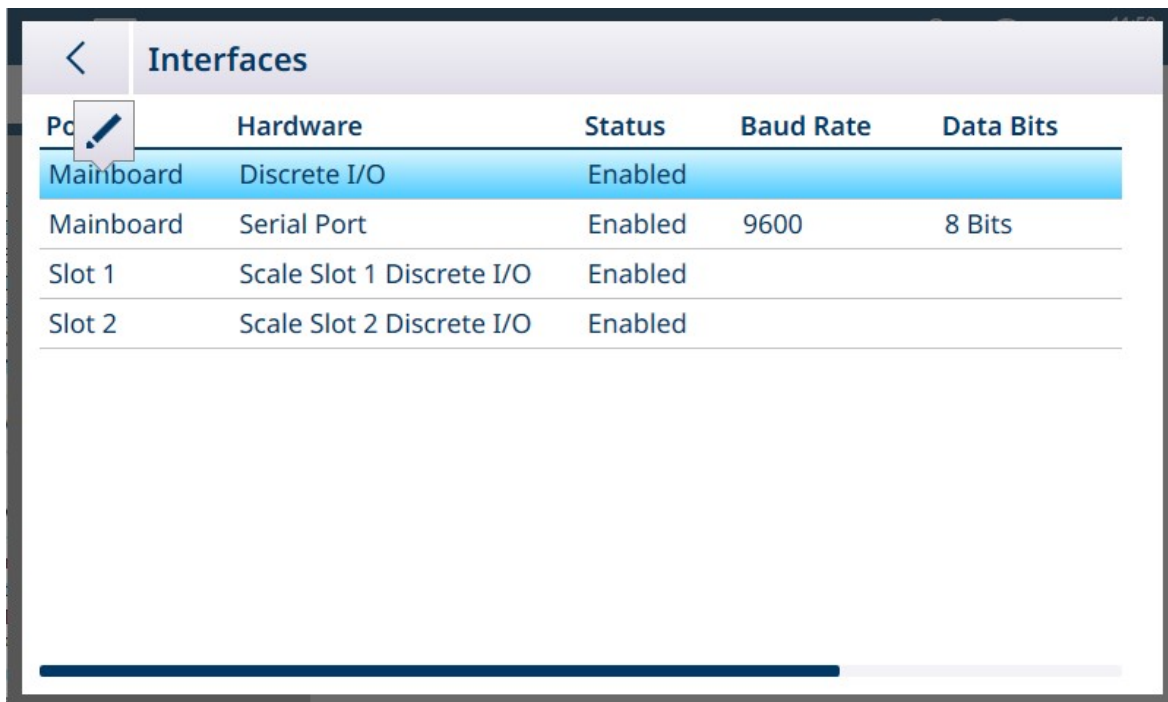 Interfaces
Po Hardware Status Baud Rate Data Bits
Mainboard Discrete I/O Enabled
Mainboard Serial Port Enabled 9600 8 Bits
Slot 1 Scale Slot 1 Discrete I/O Enabled
Slot 2 Scale Slot 2 Discrete I/O Enabled